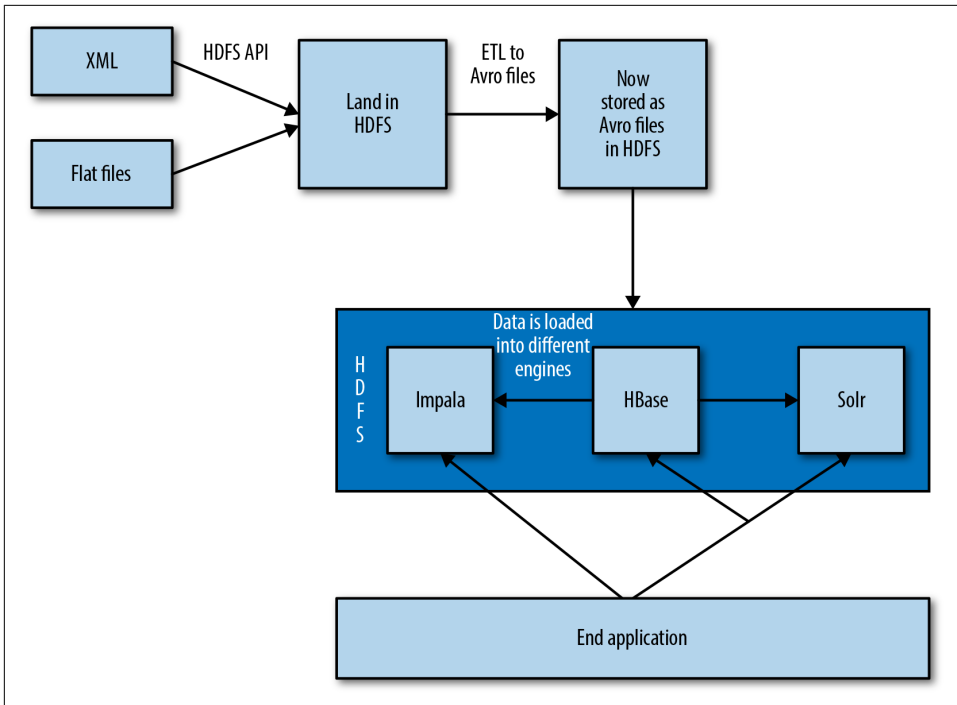 XML
HDFS API
Flat files
Land in
HDFS
ETL to
Avro files
Now
stored as
Avro files
in HDFS
H
D
F
S
Data is loaded
into different
engines
Impala
HBase
Solr
End application